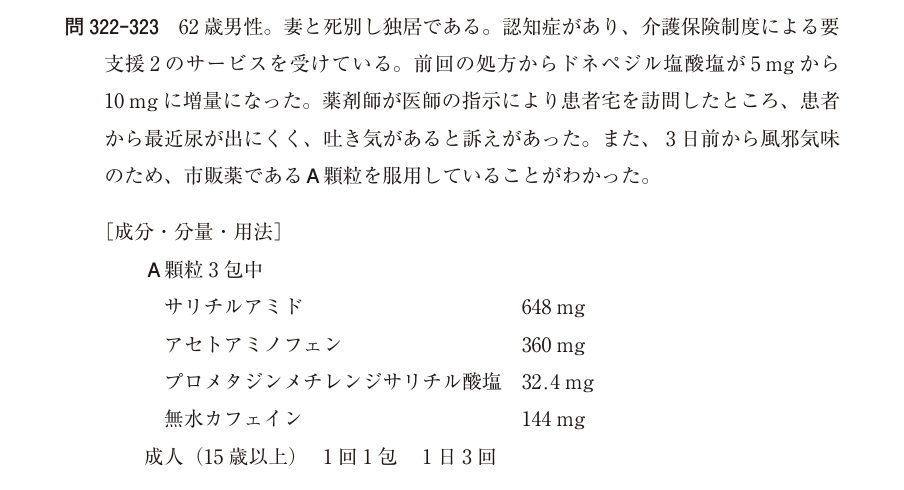 問 322-323 62 歳男性。妻と死別し独居である。認知症があり、介護保険制度による要
支援 2 のサービスを受けている。前回の処方からドネペジル塩酸塩が 5 mg から
10 mg に増量になった。薬剤師が医師の指示により患者宅を訪問したところ、患者
から最近尿が出にくく、吐き気があると訴えがあった。また、3 日前から風邪気味
のため、市販薬である A 顆粒を服用していることがわかった。
［成分・分量・用法］
A 顆粒 3 包中
サリチルアミド 648 mg
アセトアミノフェン 360 mg
プロメタジンメチレンジサリチル酸塩 32.4 mg
無水カフェイン 144 mg
成人（15 歳以上） 1 回 1 包 1 日 3 回